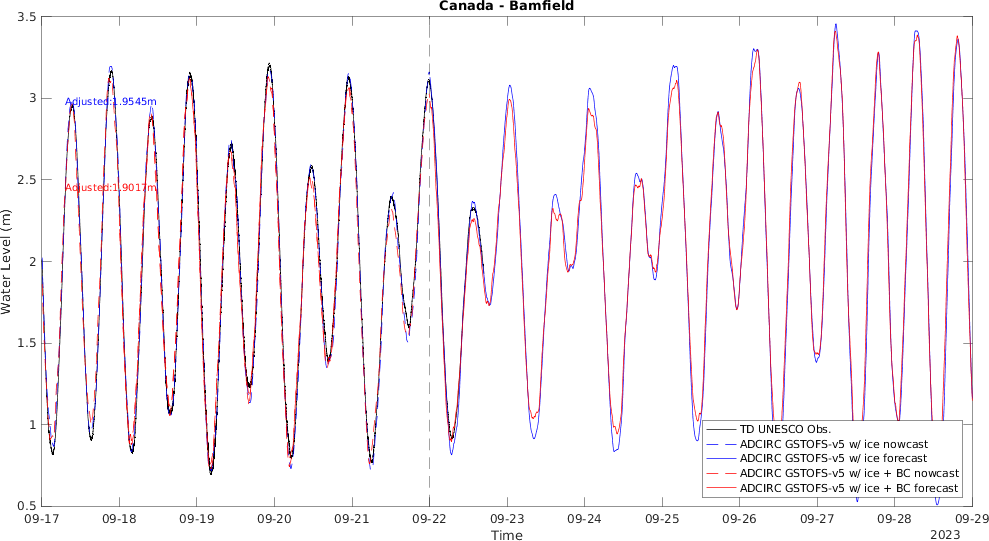 Canada - Bamfield
3.5
3
2.5
2
1.5
1
0.5
Water Level (m)
Adjusted:1.9545m
Adjusted:1.9017m
TD UNESCO Obs.
ADCIRC GSTOFS-v5 w/ ice nowcast
ADCIRC GSTOFS-v5 w/ ice forecast
ADCIRC GSTOFS-v5 w/ ice + BC nowcast
ADCIRC GSTOFS-v5 w/ ice + BC forecast
09-17 09-18 09-19 09-20 09-21 09-22 09-23 09-24 09-25 09-26 09-27 09-28 09-29
Time
2023